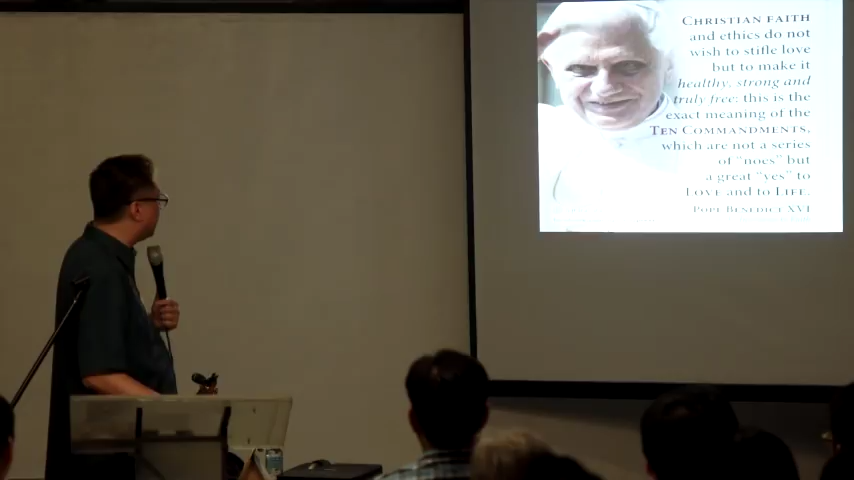 CHRISTIAN FAITH
and ethics do not
wish to stifle love
but to make it
healthy, strong and
truly free: this is the
exact meaning of the
TEN COMMANDMENTS,
which are not a series
of "noes" but
a great "yes" to
LOVE and to LIFE.
POPE BENEDICT XVI